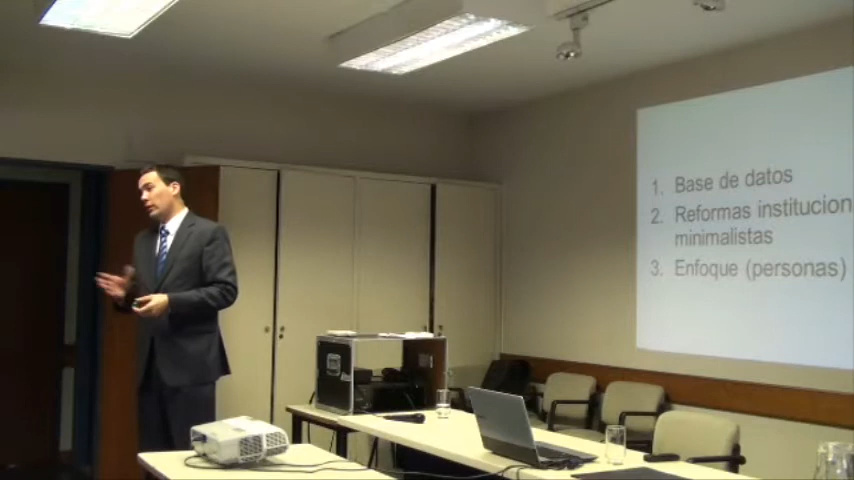 1. Base de datos
2. Reformas institucion
minimalistas
3. Enfoque (personas)